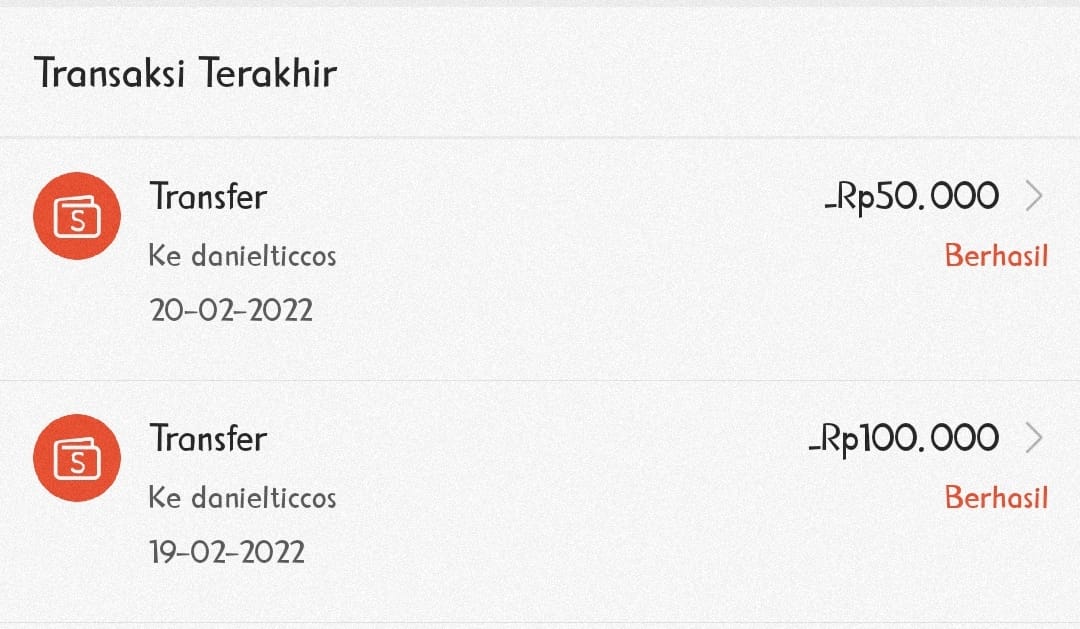 Transaksi Terakhir
Transfer
-Rp50.000
Ke danielticcos
Berhasil
20-02-2022
Transfer
-Rp100.000
Ke danielticcos
Berhasil
19-02-2022